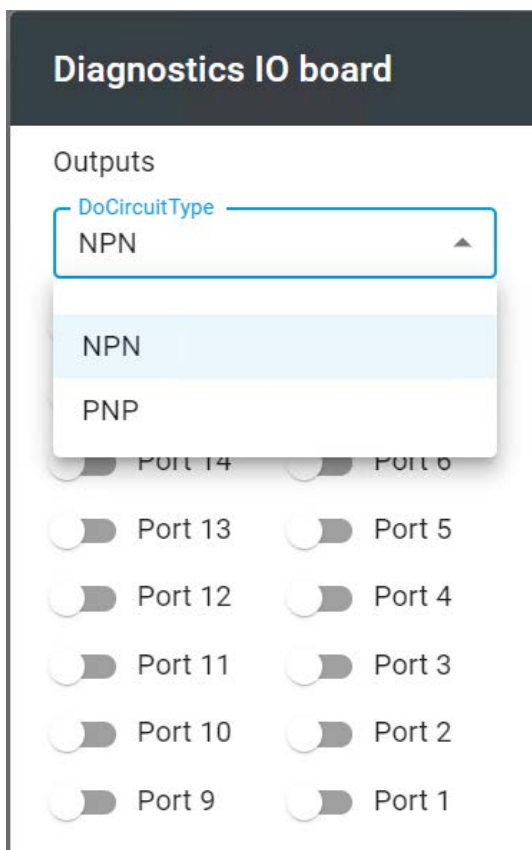 Diagnostics IO board
Outputs
DoCircuitType
NPN
NPN
PNP
Port 14 Port 6
Port 13 Port 5
Port 12 Port 4
Port 11 Port 3
Port 10 Port 2
Port 9 Port 1